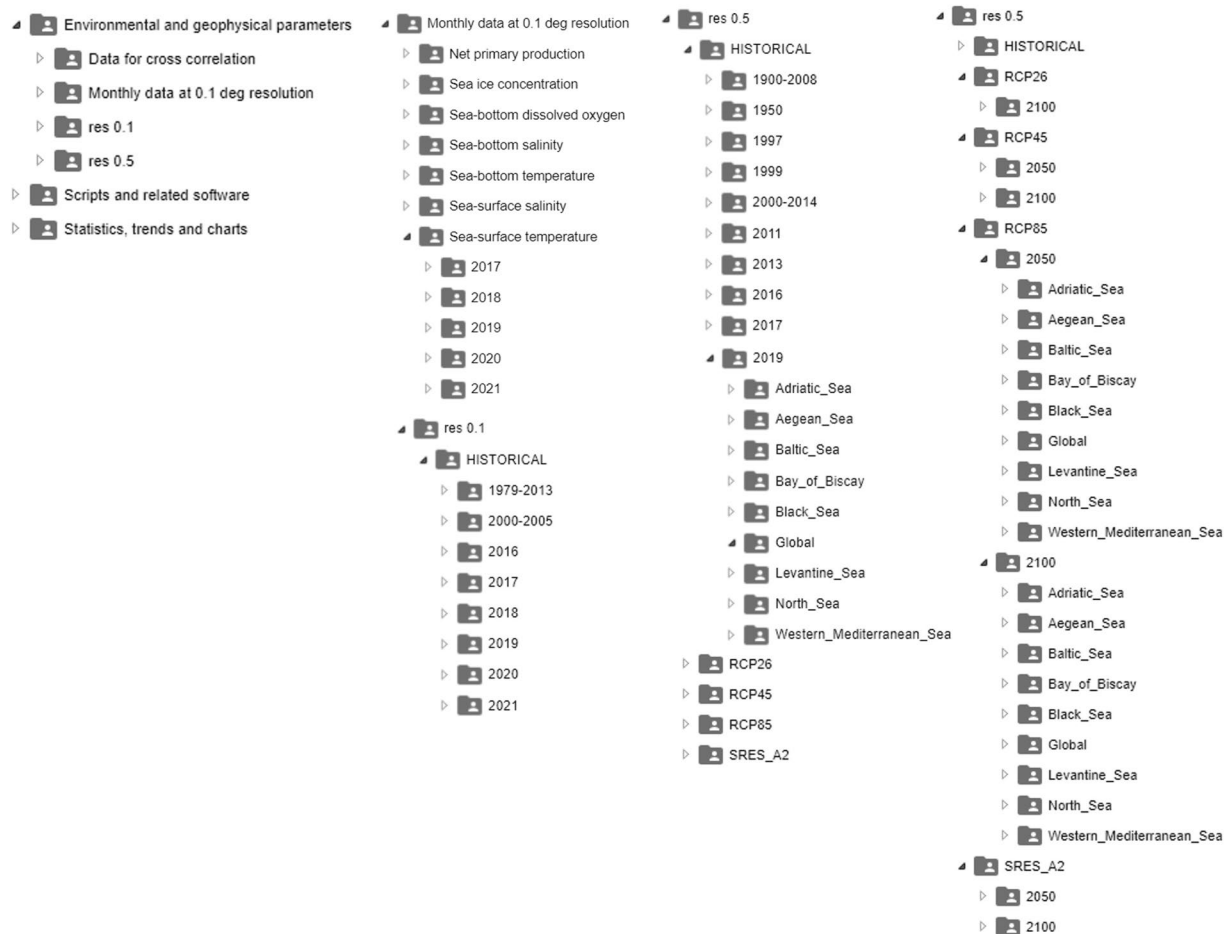 Environmental and geophysical parameters
Data for cross correlation
Monthly data at 0.1 deg resolution
res 0.1
res 0.5
Scripts and related software
Statistics, trends and charts
Monthly data at 0.1 deg resolution
Net primary production
Sea ice concentration
Sea-bottom dissolved oxygen
Sea-bottom salinity
Sea-bottom temperature
Sea-surface salinity
Sea-surface temperature
2017
2018
2019
2020
2021
res 0.1
HISTORICAL
1979-2013
2000-2005
2016
2017
2018
2019
2020
2021
res 0.5
HISTORICAL
1900-2008
1950
1997
1999
2000-2014
2011
2013
2016
2017
2019
Adriatic_Sea
Aegean_Sea
Baltic_Sea
Bay_of_Biscay
Black_Sea
Global
Levantine_Sea
North_Sea
Western_Mediterranean_Sea
RCP26
RCP45
RCP85
SRES_A2
res 0.5
HISTORICAL
RCP26
2100
RCP45
2050
2100
RCP85
2050
Adriatic_Sea
Aegean_Sea
Baltic_Sea
Bay_of_Biscay
Black_Sea
Global
Levantine_Sea
North_Sea
Western_Mediterranean_Sea
2100
Adriatic_Sea
Aegean_Sea
Baltic_Sea
Bay_of_Biscay
Black_Sea
Global
Levantine_Sea
North_Sea
Western_Mediterranean_Sea
SRES_A2
2050
2100